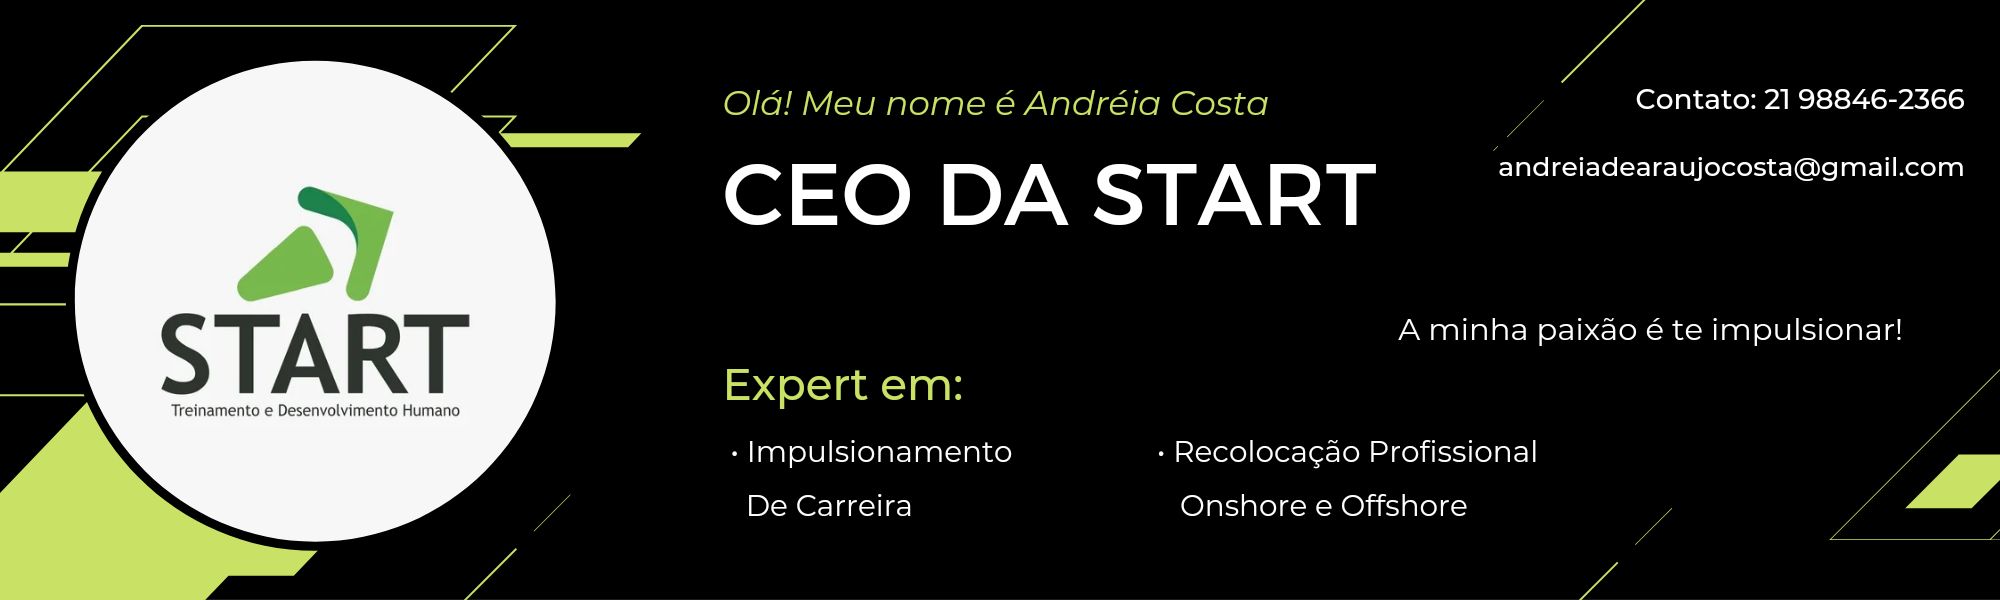 START
Treinamento e Desenvolvimento Humano
Olá! Meu nome é Andréia Costa
CEO DA START
Contato: 21 98846-2366
andreiadearaujocosta@gmail.com
A minha paixão é te impulsionar!
Expert em:
• Impulsionamento
De Carreira
• Recolocação Profissional
Onshore e Offshore